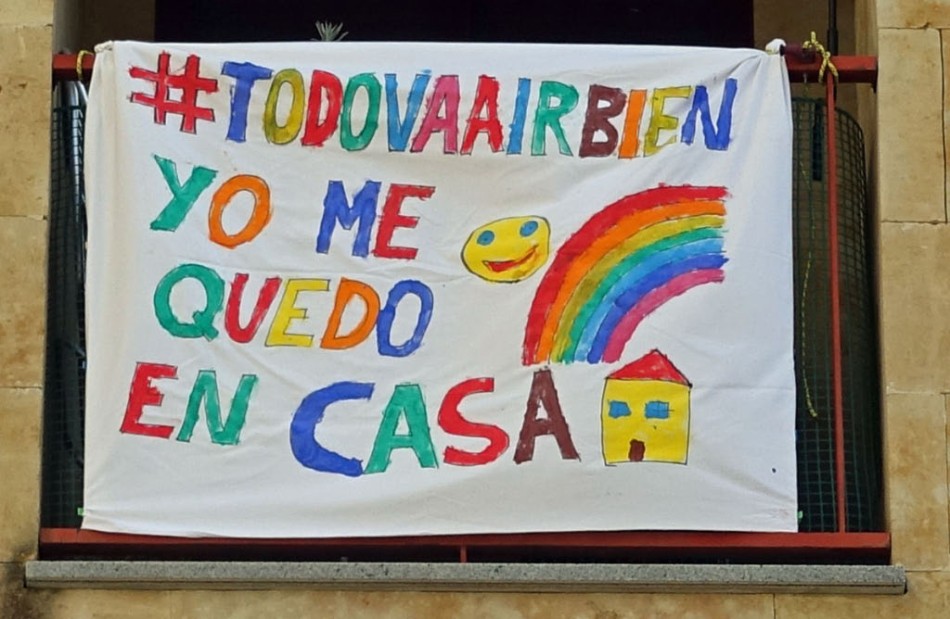 #TODOVAAIRBIEN
YO ME
QUEDO
EN CASA